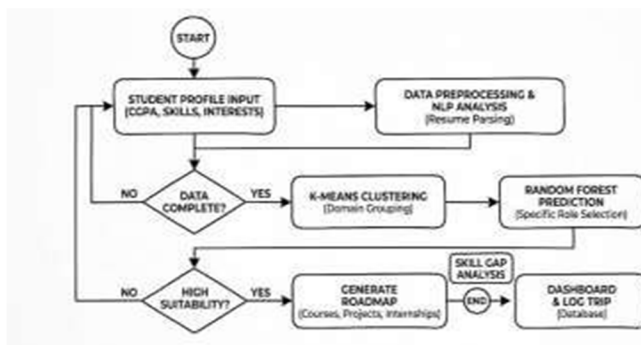 START
STUDENT PROFILE INPUT
(CGPA, SKILLS, INTERESTS)
DATA PREPROCESSING &
NLP ANALYSIS
(Resume Parsing)
NO
DATA
COMPLETE?
YES
K-MEANS CLUSTERING
(Domain Grouping)
RANDOM FOREST
PREDICTION
(Specific Role Selection)
NO
HIGH
SUITABILITY?
YES
GENERATE
ROADMAP
(Courses, Projects, Internships)
SKILL GAP
ANALYSIS
END
DASHBOARD
& LOG TRIP
(Database)